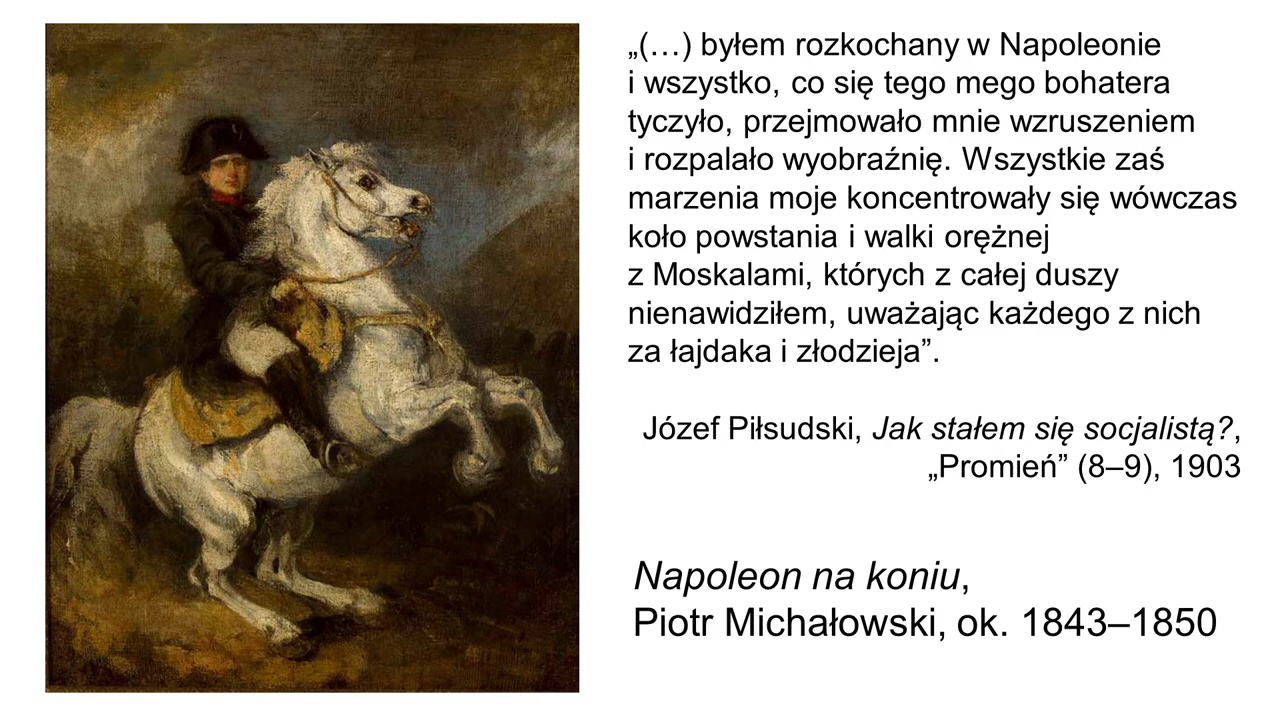 „(…) byłem rozkochany w Napoleonie
i wszystko, co się tego mego bohatera
tyczyło, przejmowało mnie wzruszeniem
i rozpalało wyobraźnię. Wszystkie zaś
marzenia moje koncentrowały się wówczas
koło powstania i walki orężnej
z Moskalami, których z całej duszy
nienawidziłem, uważając każdego z nich
za łajdaka i złodzieja”.
Józef Piłsudski, Jak stałem się socjalistą?,
„Promień” (8–9), 1903
Napoleon na koniu,
Piotr Michałowski, ok. 1843–1850